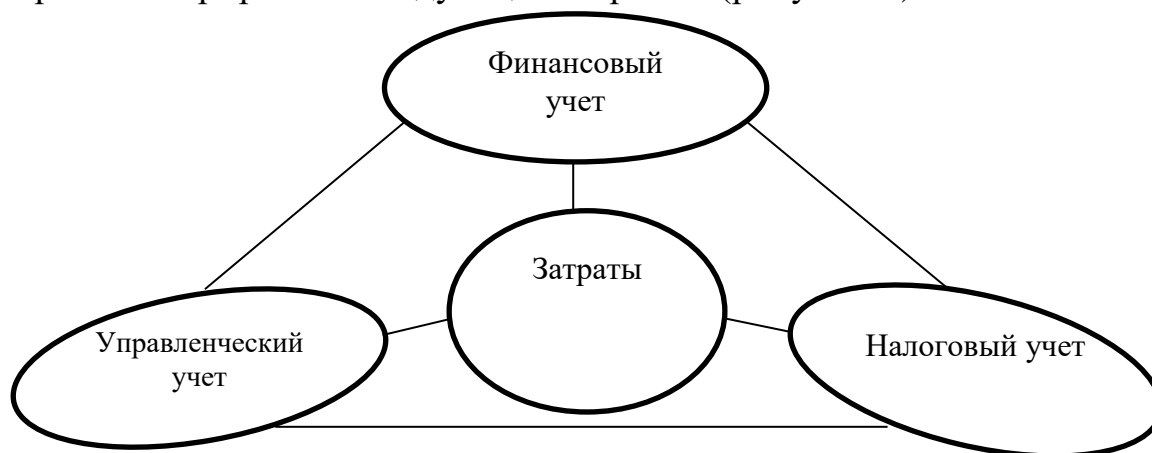 Финансовый
учет
Затраты
Управленческий
учет
Налоговый учет